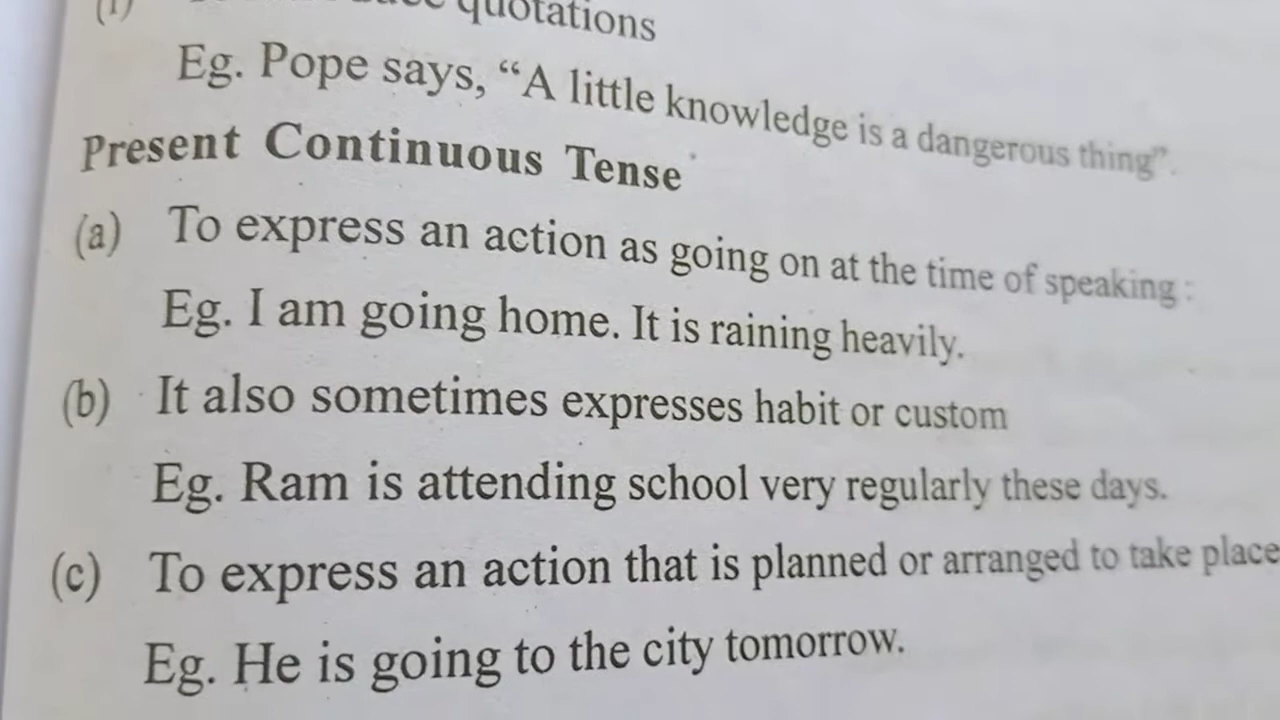 quotations
Eg. Pope says, “A little knowledge is a dangerous thing”.
Present Continuous Tense
(a) To express an action as going on at the time of speaking :
Eg. I am going home. It is raining heavily.
(b) It also sometimes expresses habit or custom
Eg. Ram is attending school very regularly these days.
(c) To express an action that is planned or arranged to take place
Eg. He is going to the city tomorrow.